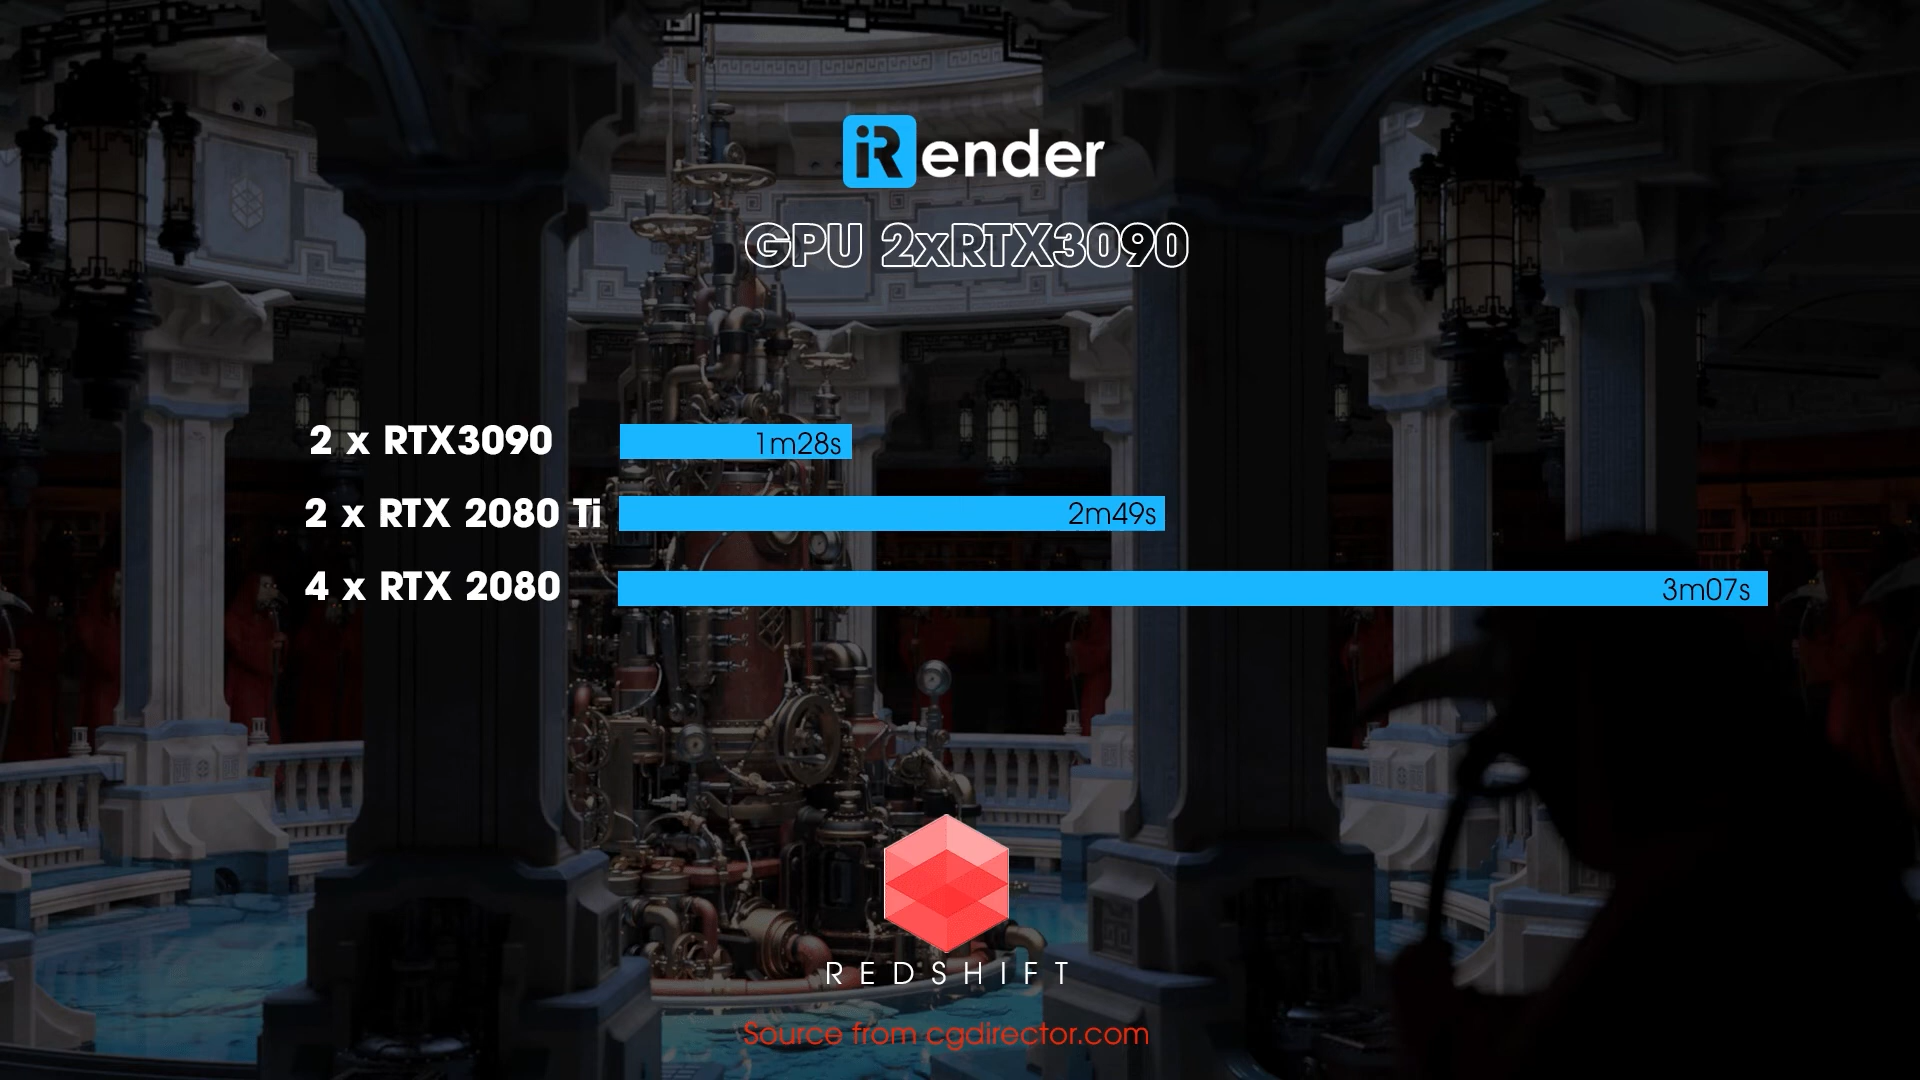 iRender
GPU 2xRTX3090
2 x RTX3090 1m28s
2 x RTX 2080 Ti 2m49s
4 x RTX 2080 3m07s
REDSHIFT
Source from cgdirector.com